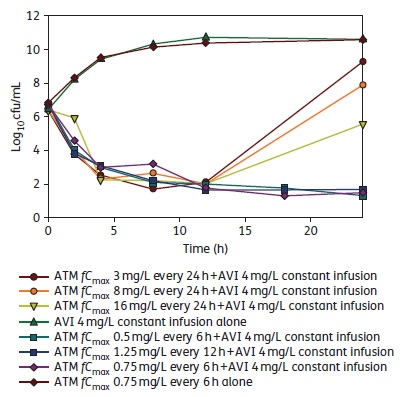 12
10
8
6
4
2
0
Log10 cfu/mL
0 5 10 15 20
Time (h)
ATM fCmax 3 mg/L every 24 h+AVI 4 mg/L constant infusion
ATM fCmax 8 mg/L every 24 h+AVI 4 mg/L constant infusion
ATM fCmax 16 mg/L every 24 h+AVI 4 mg/L constant infusion
AVI 4 mg/L constant infusion alone
ATM fCmax 0.5 mg/L every 6 h+AVI 4 mg/L constant infusion
ATM fCmax 1.25 mg/L every 12 h+AVI 4 mg/L constant infusion
ATM fCmax 0.75 mg/L every 6 h+AVI 4 mg/L constant infusion
ATM fCmax 0.75 mg/L every 6 h alone